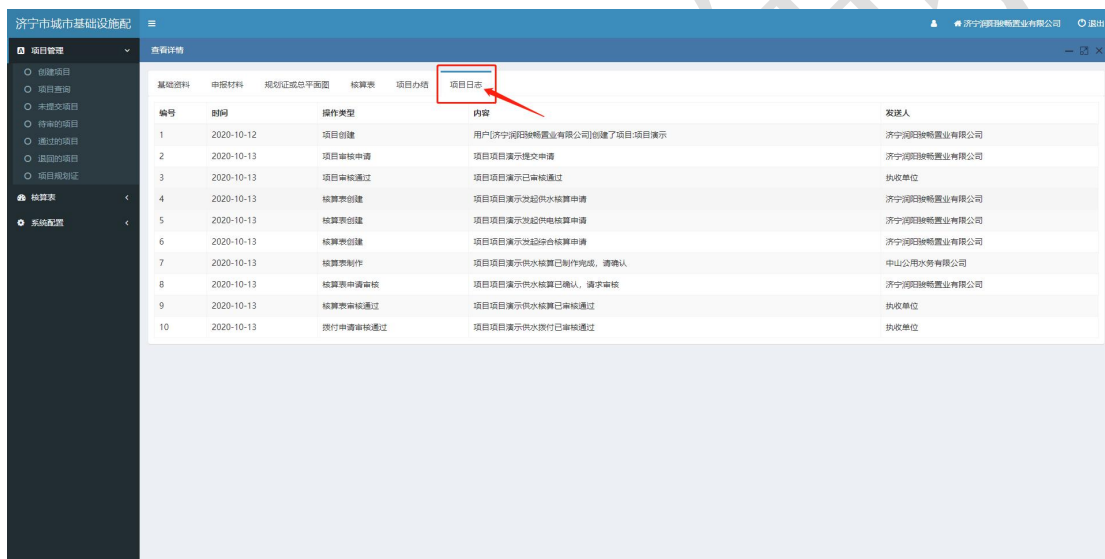 济宁市城市基础设施配
济宁润阳骏畅置业有限公司 退出
项目管理
查看详情
创建项目
项目查询
未提交项目
待审的项目
通过的项目
退回的项目
项目规划证
核算表
系统配置
基础资料 申报材料 规划证或总平面图 核算表 项目办结 项目日志
编号 时间 操作类型 内容 发送人
1 2020-10-12 项目创建 用户[济宁润阳骏畅置业有限公司]创建了项目:项目演示 济宁润阳骏畅置业有限公司
2 2020-10-13 项目审核申请 项目项目演示提交申请 济宁润阳骏畅置业有限公司
3 2020-10-13 项目审核通过 项目项目演示已审核通过 执收单位
4 2020-10-13 核算表创建 项目项目演示发起供水核算申请 济宁润阳骏畅置业有限公司
5 2020-10-13 核算表创建 项目项目演示发起供电核算申请 济宁润阳骏畅置业有限公司
6 2020-10-13 核算表创建 项目项目演示发起综合核算申请 济宁润阳骏畅置业有限公司
7 2020-10-13 核算表制作 项目项目演示供水核算已制作完成，请确认 中山公用水务有限公司
8 2020-10-13 核算表申请审核 项目项目演示供水核算已确认，请求审核 济宁润阳骏畅置业有限公司
9 2020-10-13 核算表审核通过 项目项目演示供水核算已审核通过 执收单位
10 2020-10-13 拨付申请审核通过 项目项目演示供水拨付已审核通过 执收单位